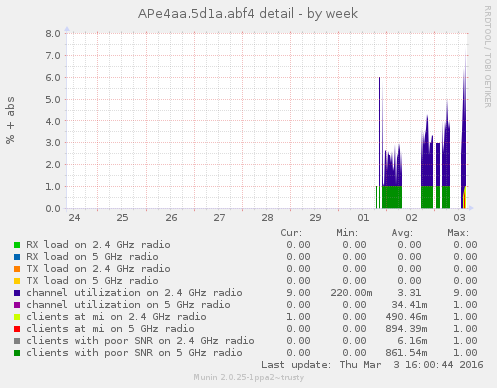 APe4aa.5d1a.abf4 detail - by week
RRDTOOL / TOBI OETIKER
% + abs
8.0
7.0
6.0
5.0
4.0
3.0
2.0
1.0
0.0
24 25 26 27 28 29 01 02 03
Cur: Min: Avg: Max:
RX load on 2.4 GHz radio 0.00 0.00 0.00 0.00
RX load on 5 GHz radio 0.00 0.00 0.00 0.00
TX load on 2.4 GHz radio 0.00 0.00 0.00 0.00
TX load on 5 GHz radio 0.00 0.00 0.00 0.00
channel utilization on 2.4 GHz radio 9.00 220.00m 3.31 9.00
channel utilization on 5 GHz radio 0.00 0.00 34.41m 1.00
clients at mi on 2.4 GHz radio 1.00 0.00 490.46m 1.00
clients at mi on 5 GHz radio 0.00 0.00 894.39m 1.00
clients with poor SNR on 2.4 GHz radio 0.00 0.00 6.16m 1.00
clients with poor SNR on 5 GHz radio 0.00 0.00 861.54m 1.00
Last update: Thu Mar 3 16:00:44 2016
Munin 2.0.25-1ppa2~trusty